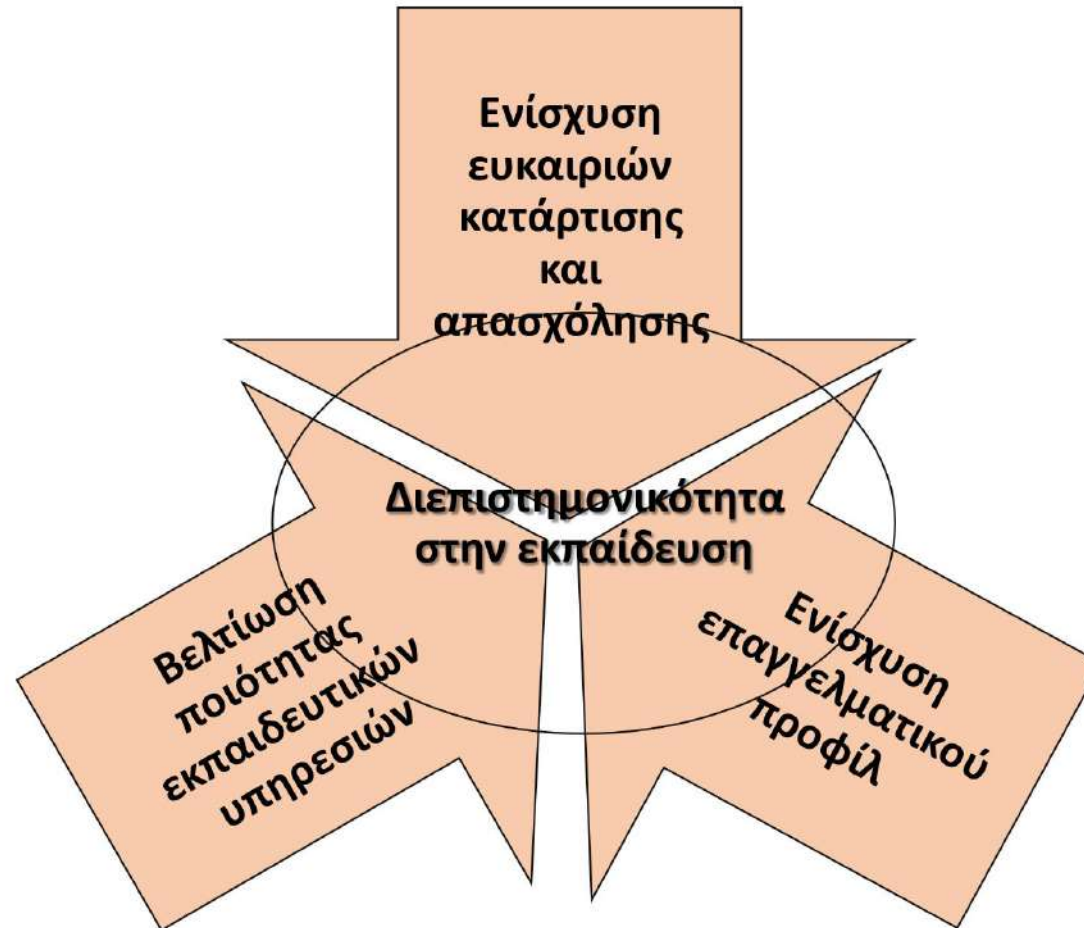 Ενίσχυση
ευκαιριών
κατάρτισης
και
απασχόλησης
Διεπιστημονικότητα
στην εκπαίδευση
Βελτίωση
ποιότητας
εκπαιδευτικών
υπηρεσιών
Ενίσχυση
επαγγελματικού
προφίλ